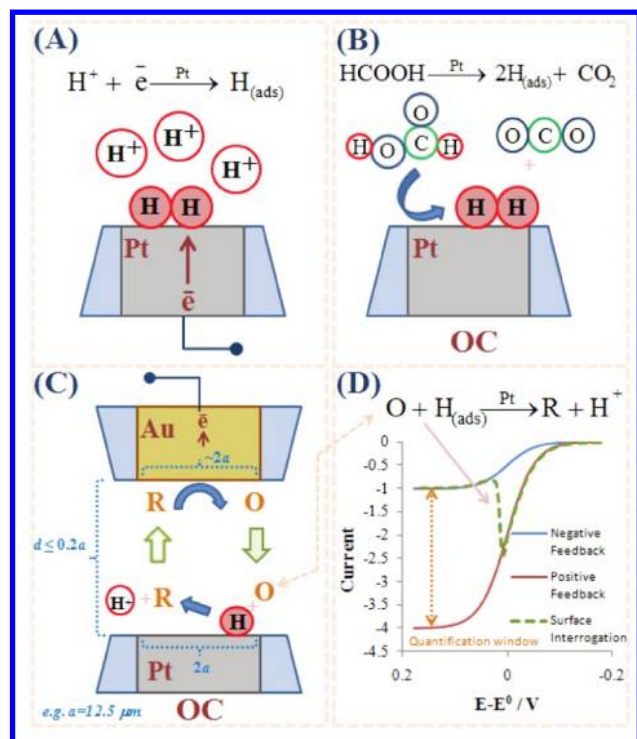 (A)
H⁺ + ē —Pt→ H(ads)
H⁺
H⁺
H⁺
H H
Pt
ē
(B)
HCOOH —Pt→ 2H(ads) + CO₂
O
H O C H
O C O
+
H H
Pt
OC
(C)
Au
ē
~2a
R O
d ≤ 0.2a
H⁺ + R
+ O
H
2a
Pt
e.g. a=12.5 μm
OC
(D)
O + H(ads) —Pt→ R + H⁺
0
-0.5
-1
-1.5
-2
-2.5
-3
-3.5
-4
-4.5
Current
Negative
Feedback
Positive
Feedback
Surface
Interrogation
Quantification window
0.2 0 -0.2
E-E⁰ / V